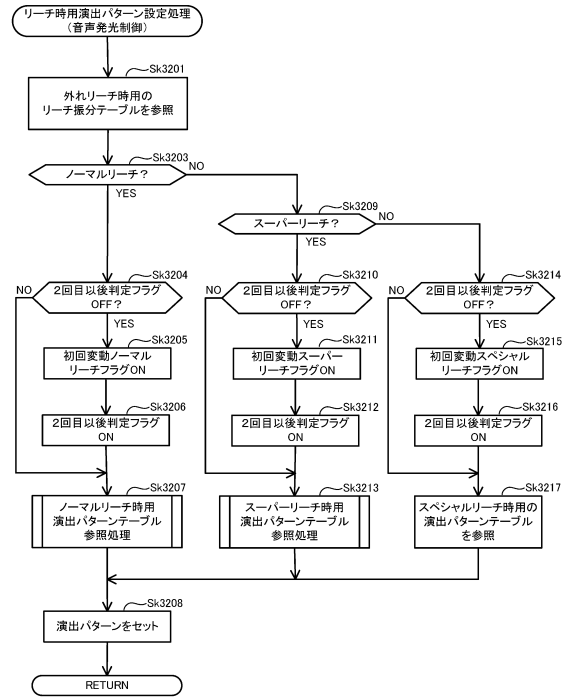 リーチ時用演出パターン設定処理
（音声発光制御）
Sk3201
外れリーチ時用の
リーチ振分テーブルを参照
Sk3203
ノーマルリーチ？
NO
YES
Sk3209
スーパーリーチ？
NO
YES
Sk3204
2回目以後判定フラグ
OFF？
NO
YES
Sk3210
2回目以後判定フラグ
OFF？
NO
YES
Sk3214
2回目以後判定フラグ
OFF？
NO
YES
Sk3205
初回変動ノーマル
リーチフラグON
Sk3211
初回変動スーパー
リーチフラグON
Sk3215
初回変動スペシャル
リーチフラグON
Sk3206
2回目以後判定フラグ
ON
Sk3212
2回目以後判定フラグ
ON
Sk3216
2回目以後判定フラグ
ON
Sk3207
ノーマルリーチ時用
演出パターンテーブル
参照処理
Sk3213
スーパーリーチ時用
演出パターンテーブル
参照処理
Sk3217
スペシャルリーチ時用の
演出パターンテーブル
を参照
Sk3208
演出パターンをセット
RETURN